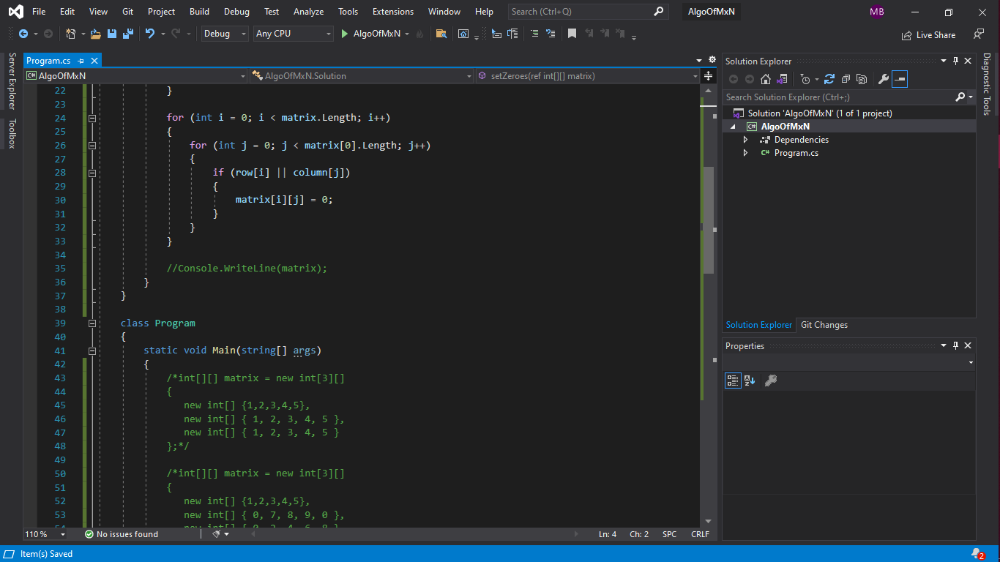 File Edit View Git Project Build Debug Test Analyze Tools Extensions Window Help Search (Ctrl+Q) AlgoOfMxN MB
Debug Any CPU AlgoOfMxN Live Share
Server Explorer
Toolbox
Program.cs
C# AlgoOfMxN AlgoOfMxN.Solution setZeroes(ref int[][] matrix)
22 }
23
24 for (int i = 0; i < matrix.Length; i++)
25 {
26 for (int j = 0; j < matrix[0].Length; j++)
27 {
28 if (row[i] || column[j])
29 {
30 matrix[i][j] = 0;
31 }
32 }
33 }
34
35 //Console.WriteLine(matrix);
36 }
37 }
38
39 class Program
40 {
41 static void Main(string[] args)
42 {
43 /*int[][] matrix = new int[3][]
44 {
45 new int[] {1,2,3,4,5},
46 new int[] { 1, 2, 3, 4, 5 },
47 new int[] { 1, 2, 3, 4, 5 }
48 };*/
49
50 /*int[][] matrix = new int[3][]
51 {
52 new int[] {1,2,3,4,5},
53 new int[] { 0, 7, 8, 9, 0 },
110 % No issues found Ln: 4 Ch: 2 SPC CRLF
Solution Explorer
Search Solution Explorer (Ctrl+;)
Solution 'AlgoOfMxN' (1 of 1 project)
C# AlgoOfMxN
Dependencies
C# Program.cs
Solution Explorer Git Changes
Properties
Diagnostic Tools
Item(s) Saved 2